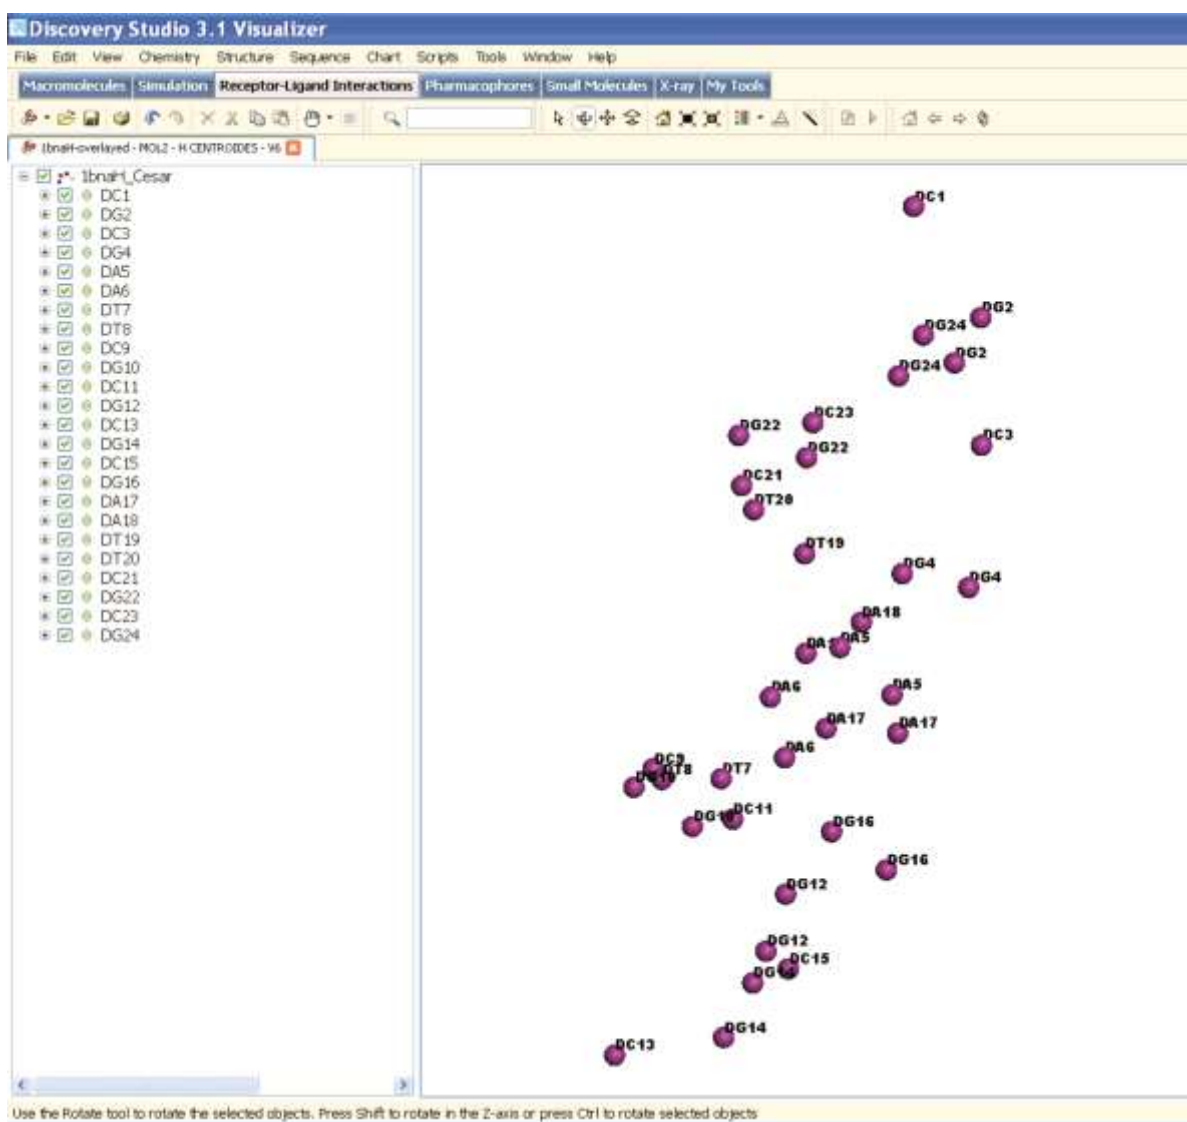 Discovery Studio 3.1 Visualizer
File Edit View Chemistry Structure Sequence Chart Scripts Tools Window Help
Macromolecules Simulation Receptor-Ligand Interactions Pharmacophores Small Molecules X-ray My Tools
1bnaH-overlayed - MOL2 - H CENTROIDES - V6
1bnaH_Cesar
DC1
DG2
DC3
DG4
DA5
DA6
DT7
DT8
DC9
DG10
DC11
DG12
DC13
DG14
DC15
DG16
DA17
DA18
DT19
DT20
DC21
DG22
DC23
DG24
DC1
DG2
DG24
DG2
DG24
DC23
DG22
DC3
DG22
DC21
DT20
DT19
DG4
DG4
DA18
DA5
DA6
DA5
DA17
DA17
DA6
DC9
DT8
DT7
DG10
DC11
DG16
DG16
DG12
DG12
DC15
DG14
DG14
DC13
Use the Rotate tool to rotate the selected objects. Press Shift to rotate in the Z-axis or press Ctrl to rotate selected objects